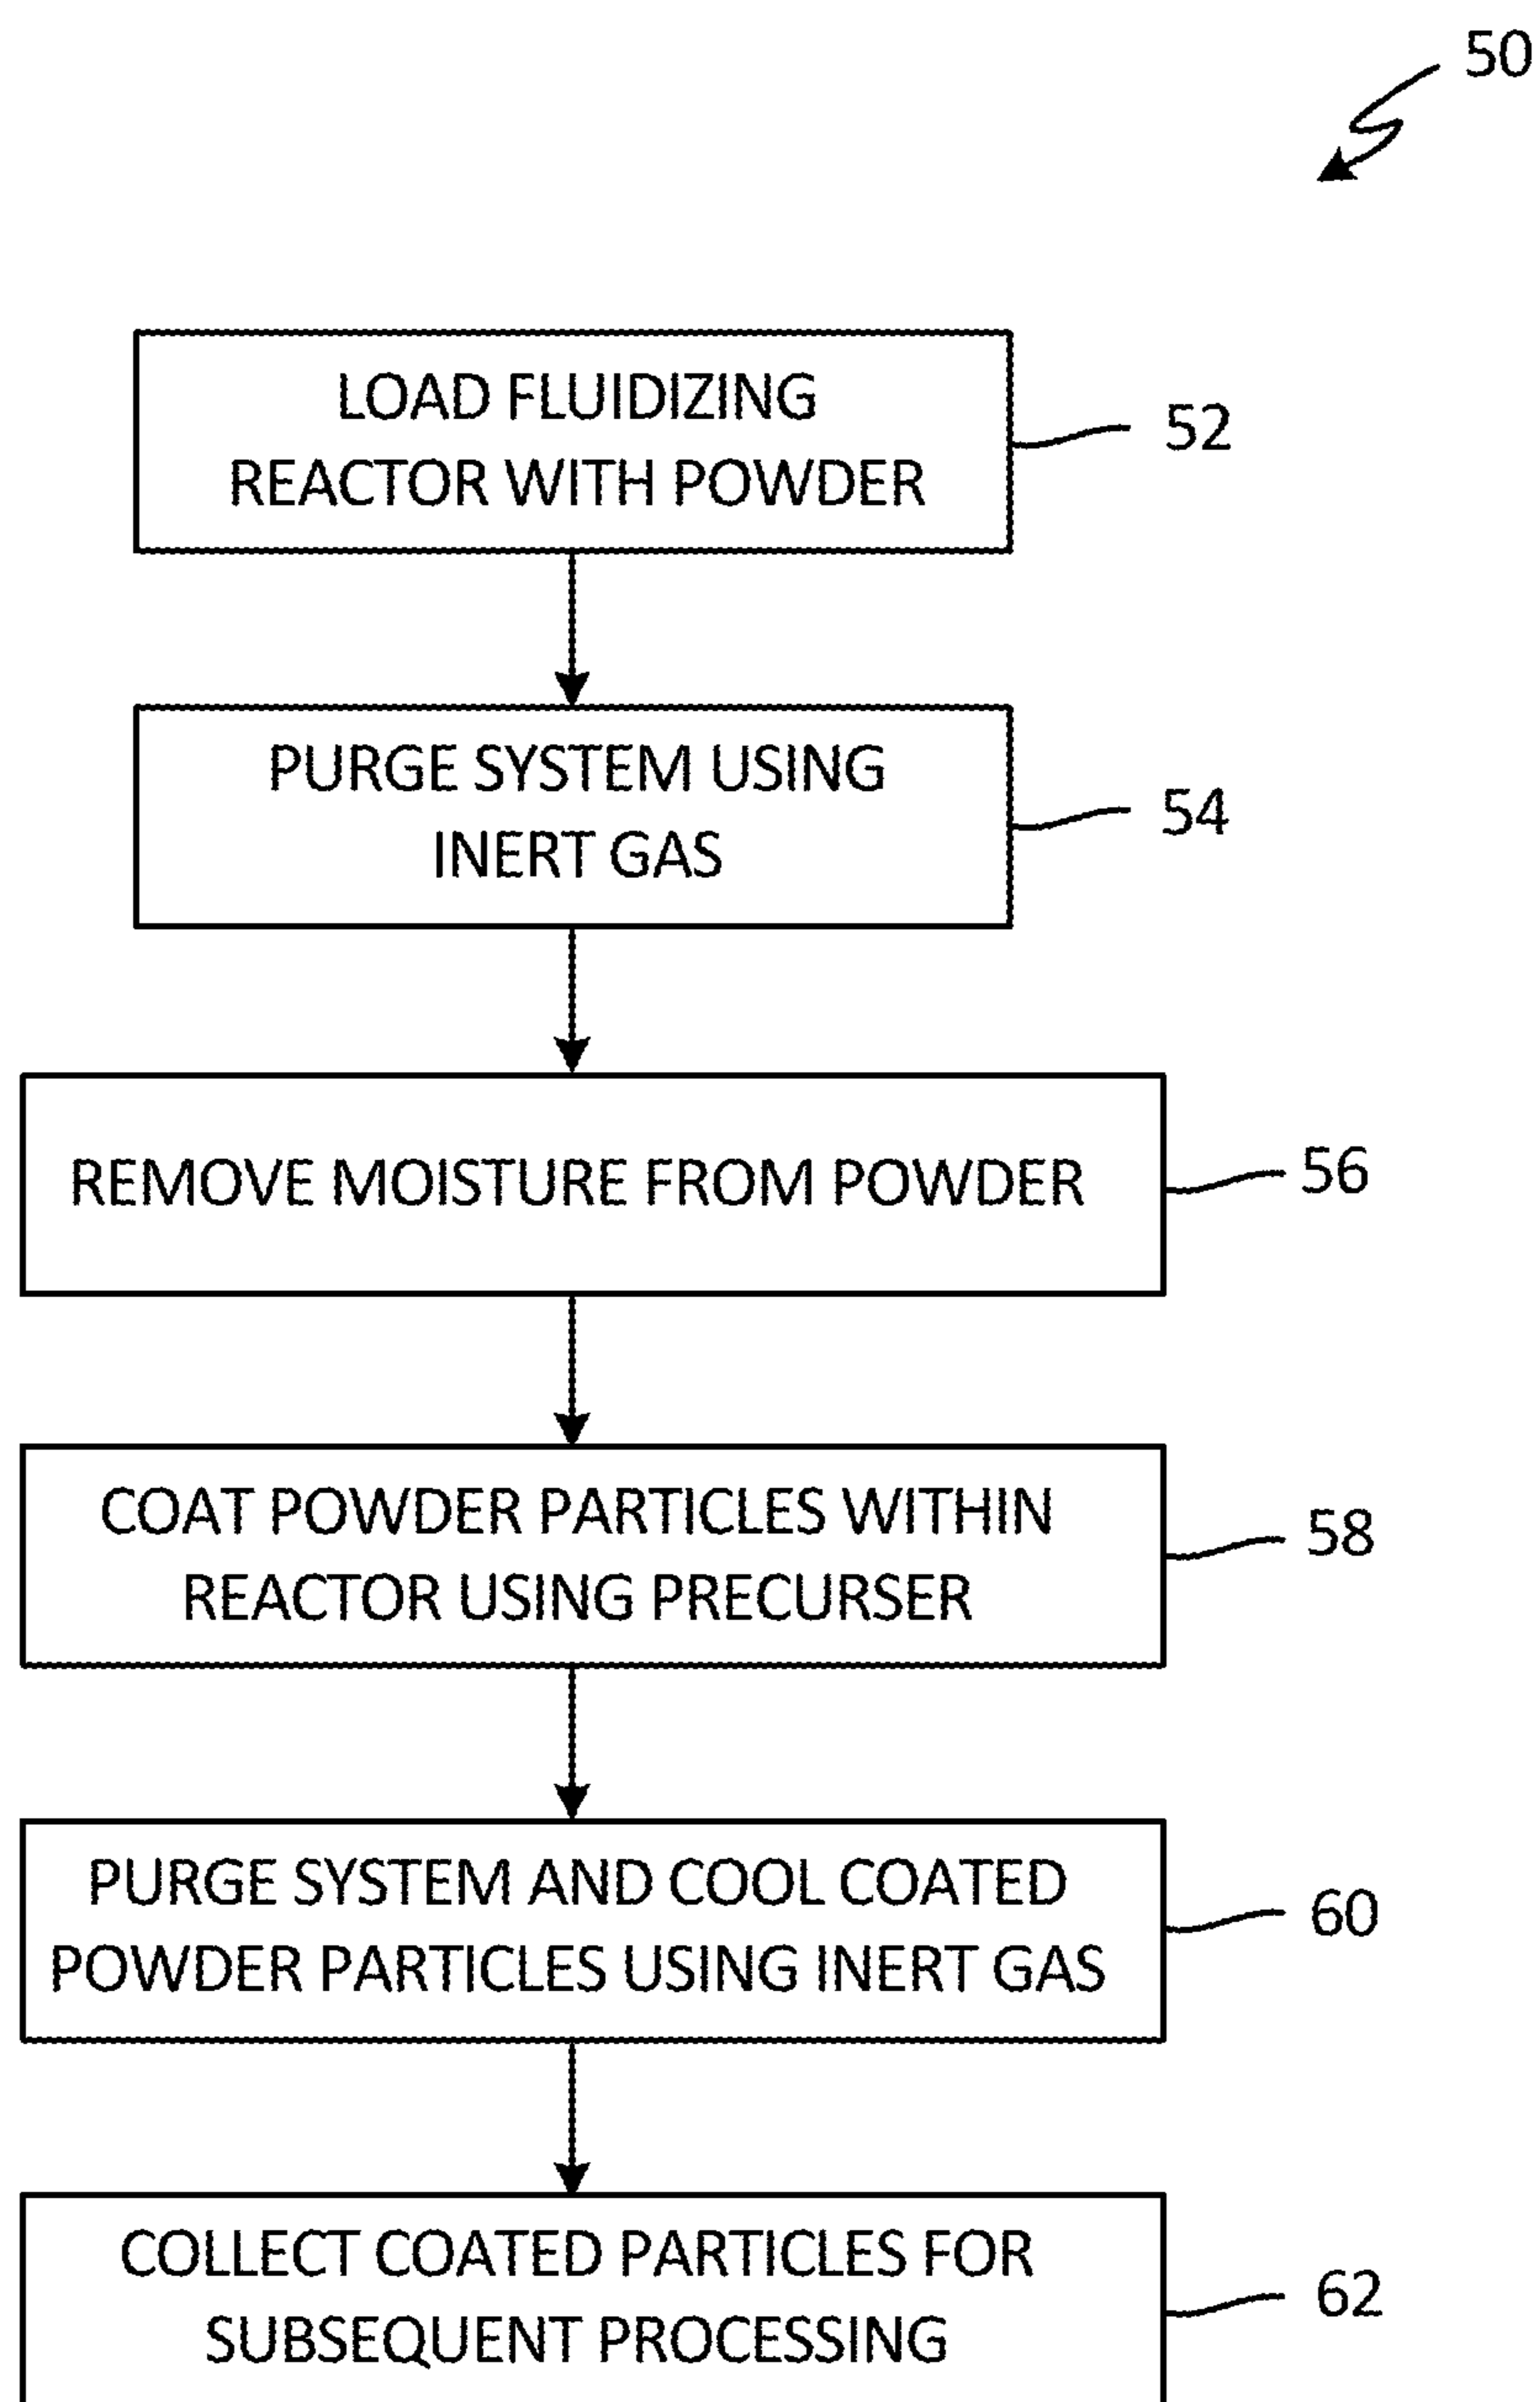 50
LOAD FLUIDIZING
REACTOR WITH POWDER
52
PURGE SYSTEM USING
INERT GAS
54
REMOVE MOISTURE FROM POWDER
56
COAT POWDER PARTICLES WITHIN
REACTOR USING PRECURSER
58
PURGE SYSTEM AND COOL COATED
POWDER PARTICLES USING INERT GAS
60
COLLECT COATED PARTICLES FOR
SUBSEQUENT PROCESSING
62